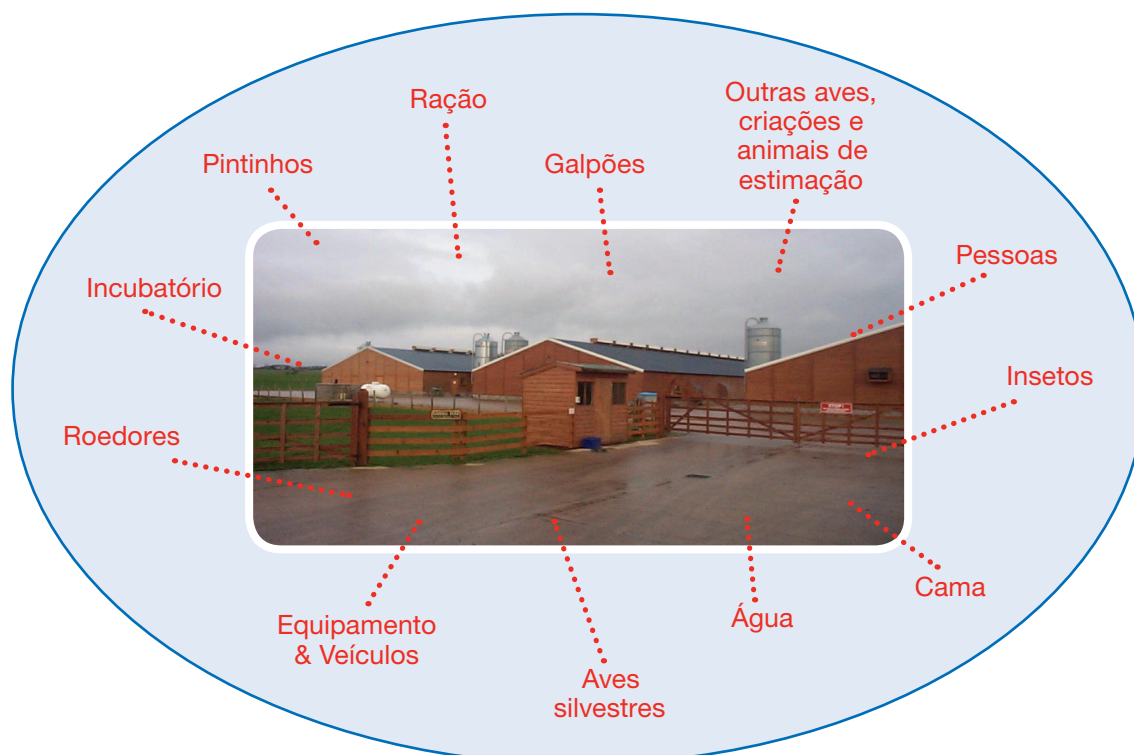 Ração
Outras aves,
criações e
animais de
estimação
Pintinhos
Galpões
Pessoas
Incubatório
Insetos
Roedores
Cama
Equipamento
& Veículos
Água
Aves
silvestres